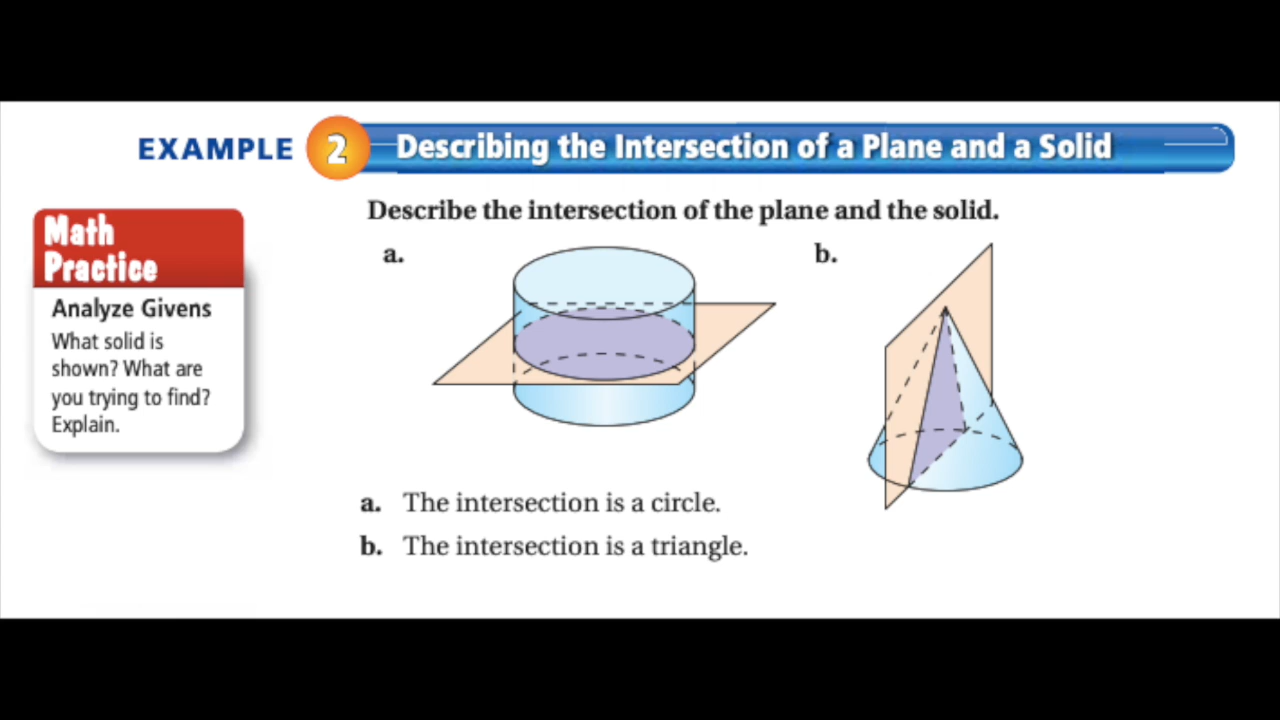 EXAMPLE 2 Describing the Intersection of a Plane and a Solid
Math
Practice
Analyze Givens
What solid is
shown? What are
you trying to find?
Explain.
Describe the intersection of the plane and the solid.
a.
b.
a. The intersection is a circle.
b. The intersection is a triangle.